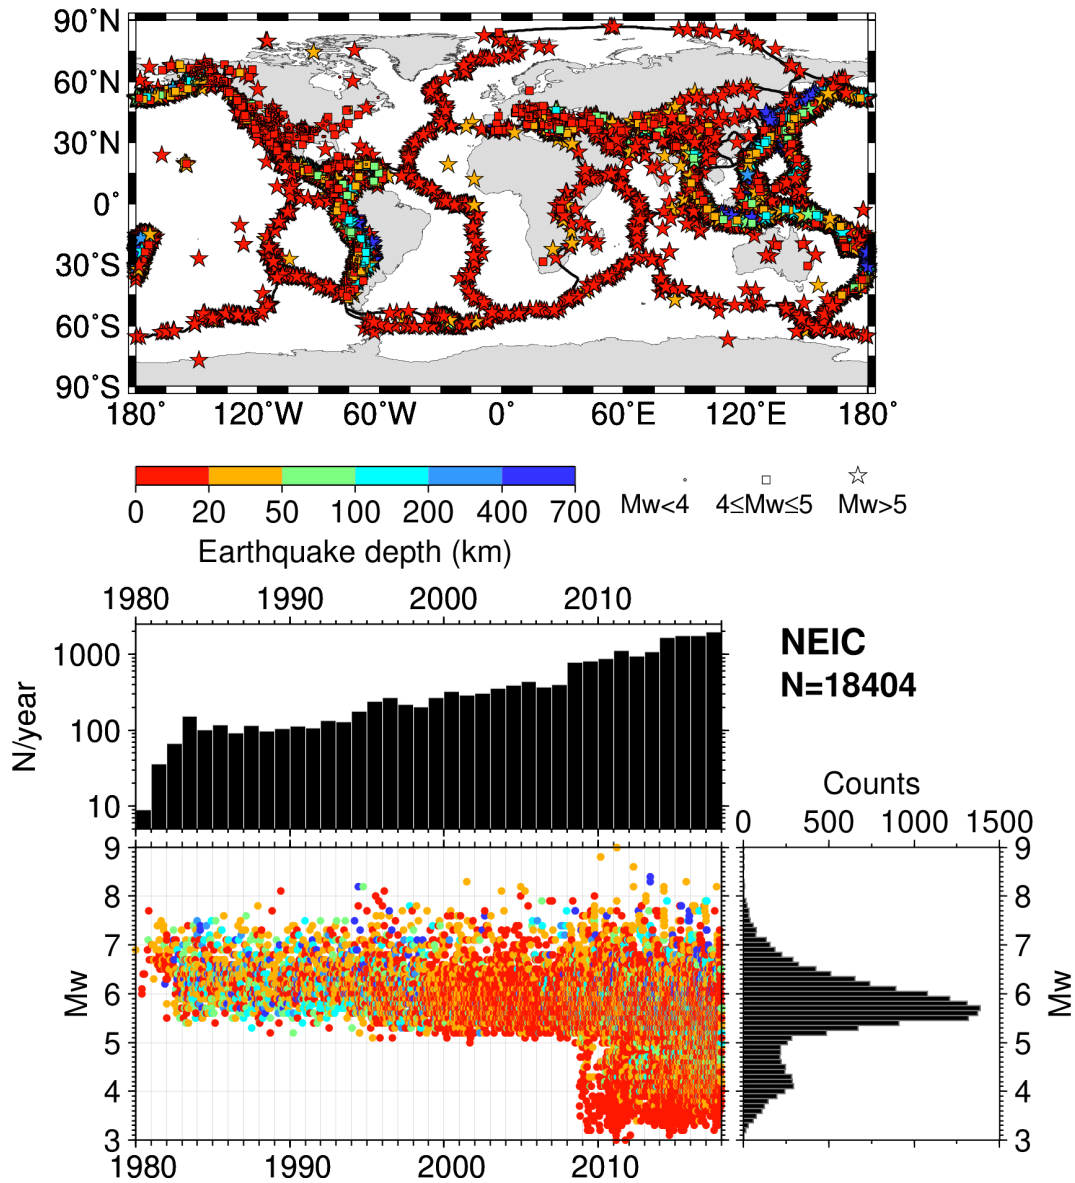 90˚N
60˚N
30˚N
0˚
30˚S
60˚S
90˚S
180˚ 120˚W 60˚W 0˚ 60˚E 120˚E 180˚
0 20 50 100 200 400 700
Earthquake depth (km)
Mw<4 4≤Mw≤5 Mw>5
1980 1990 2000 2010
1000
100
10
N/year
NEIC
N=18404
Counts
0 500 1000 1500
9
8
7
6
5
4
3
Mw
1980 1990 2000 2010
9
8
7
6
5
4
3
Mw